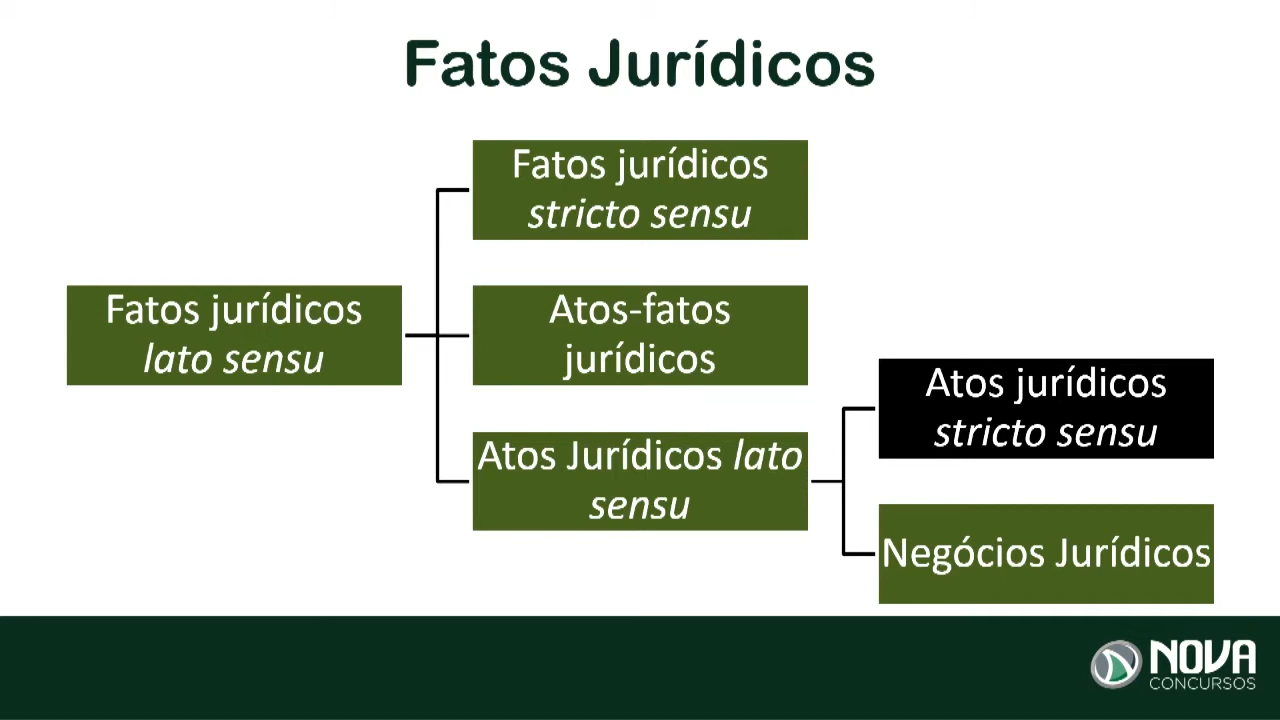 Fatos Jurídicos
Fatos jurídicos
stricto sensu
Fatos jurídicos
lato sensu
Atos-fatos
jurídicos
Atos Jurídicos lato
sensu
Atos jurídicos
stricto sensu
Negócios Jurídicos
NOVA
CONCURSOS